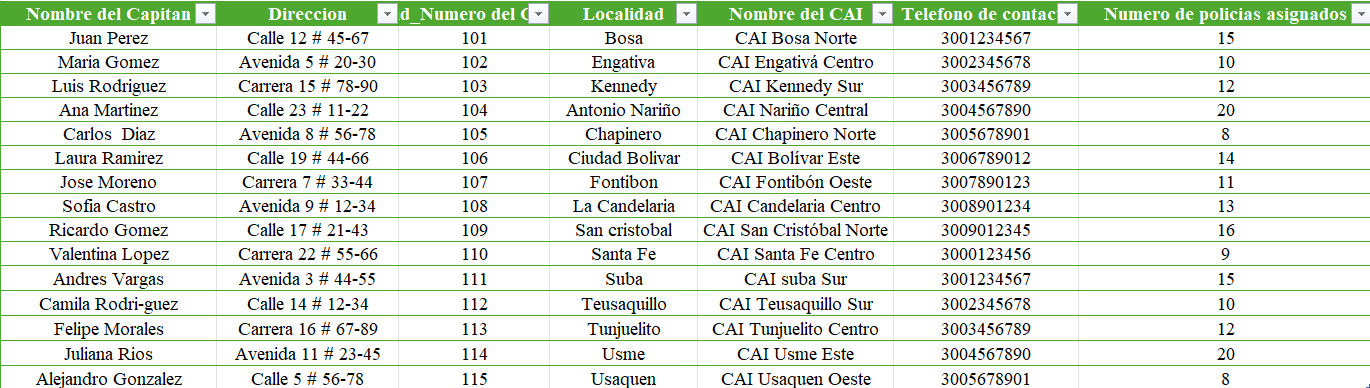 Nombre del Capitan Direccion d_Numero del C Localidad Nombre del CAI Telefono de contac Numero de policias asignados
Juan Perez Calle 12 # 45-67 101 Bosa CAI Bosa Norte 3001234567 15
Maria Gomez Avenida 5 # 20-30 102 Engativa CAI Engativá Centro 3002345678 10
Luis Rodriguez Carrera 15 # 78-90 103 Kennedy CAI Kennedy Sur 3003456789 12
Ana Martinez Calle 23 # 11-22 104 Antonio Nariño CAI Nariño Central 3004567890 20
Carlos Diaz Avenida 8 # 56-78 105 Chapinero CAI Chapinero Norte 3005678901 8
Laura Ramirez Calle 19 # 44-66 106 Ciudad Bolivar CAI Bolívar Este 3006789012 14
Jose Moreno Carrera 7 # 33-44 107 Fontibon CAI Fontibón Oeste 3007890123 11
Sofia Castro Avenida 9 # 12-34 108 La Candelaria CAI Candelaria Centro 3008901234 13
Ricardo Gomez Calle 17 # 21-43 109 San cristobal CAI San Cristóbal Norte 3009012345 16
Valentina Lopez Carrera 22 # 55-66 110 Santa Fe CAI Santa Fe Centro 3000123456 9
Andres Vargas Avenida 3 # 44-55 111 Suba CAI suba Sur 3001234567 15
Camila Rodri-guez Calle 14 # 12-34 112 Teusaquillo CAI Teusaquillo Sur 3002345678 10
Felipe Morales Carrera 16 # 67-89 113 Tunjuelito CAI Tunjuelito Centro 3003456789 12
Juliana Rios Avenida 11 # 23-45 114 Usme CAI Usme Este 3004567890 20
Alejandro Gonzalez Calle 5 # 56-78 115 Usaquen CAI Usaquen Oeste 3005678901 8